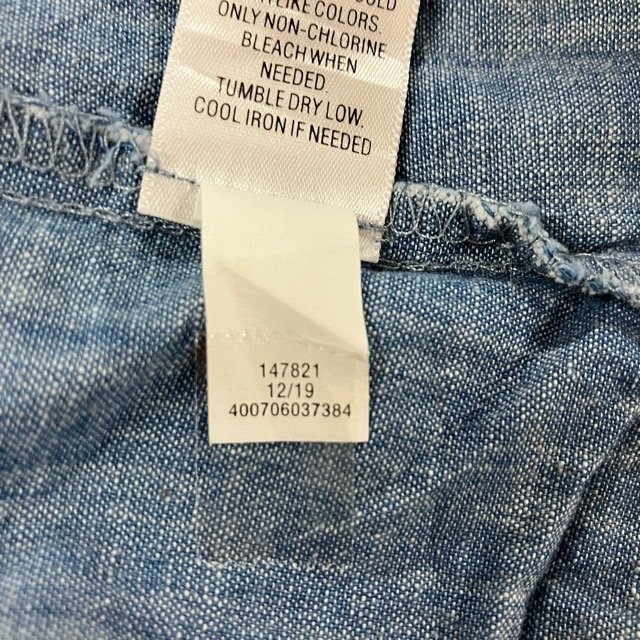 LIKE COLORS.
ONLY NON-CHLORINE
BLEACH WHEN
NEEDED.
TUMBLE DRY LOW.
COOL IRON IF NEEDED
147821
12/19
400706037384